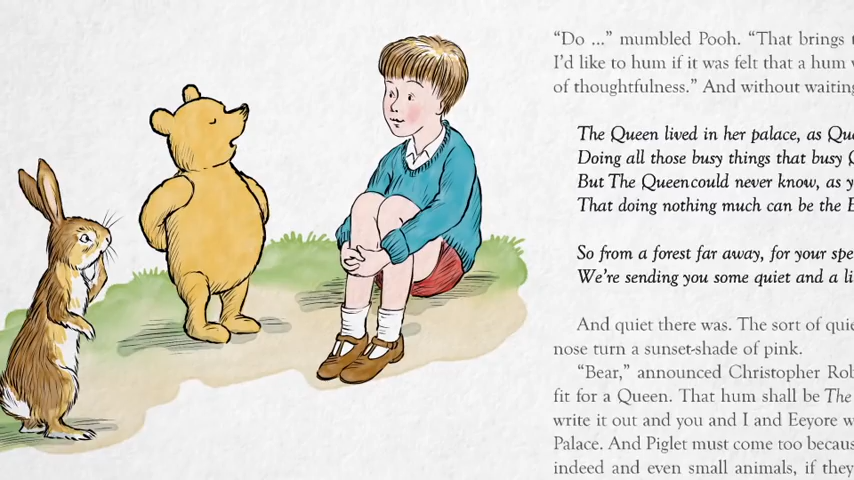 “Do ...” mumbled Pooh. “That brings
I’d like to hum if it was felt that a hum
of thoughtfulness.” And without waiting
The Queen lived in her palace, as
Doing all those busy things that busy
But The Queen could never know, as
That doing nothing much can be the
So from a forest far away, for your
We’re sending you some quiet and a
And quiet there was. The sort of
nose turn a sunset-shade of pink.
“Bear,” announced Christopher
fit for a Queen. That hum shall be The
write it out and you and I and Eeyore
Palace. And Piglet must come too
indeed and even small animals, if they